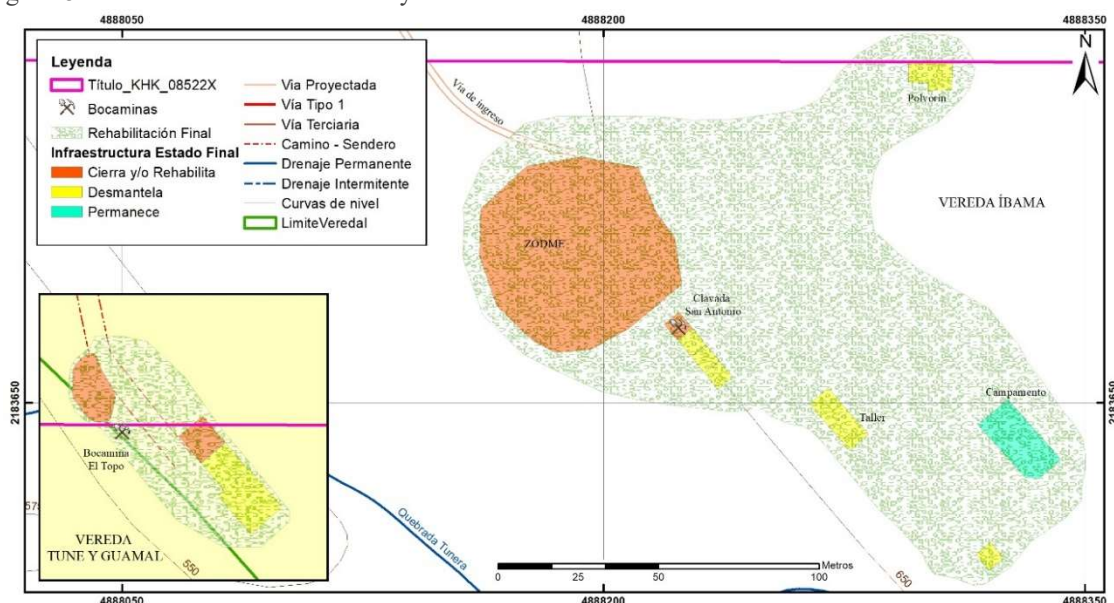 4888050
4888200
4888350
Leyenda
Título_KHK_08522X
Bocaminas
Rehabilitación Final
Infraestructura Estado Final
Cierra y/o Rehabilita
Desmantela
Permanece
Via Proyectada
Vía Tipo 1
Vía Terciaria
Camino - Sendero
Drenaje Permanente
Drenaje Intermitente
Curvas de nivel
LimiteVeredal
Via de ingreso
N
Polvorín
VEREDA ÍBAMA
ZODME
Clavada
San Antonio
2183650
2183650
Campamento
Taller
Bocamina
El Topo
VEREDA
TUNE Y GUAMAL
550
Quebrada Tunera
650
Metros
0
25
50
100
4888050
4888200
4888350